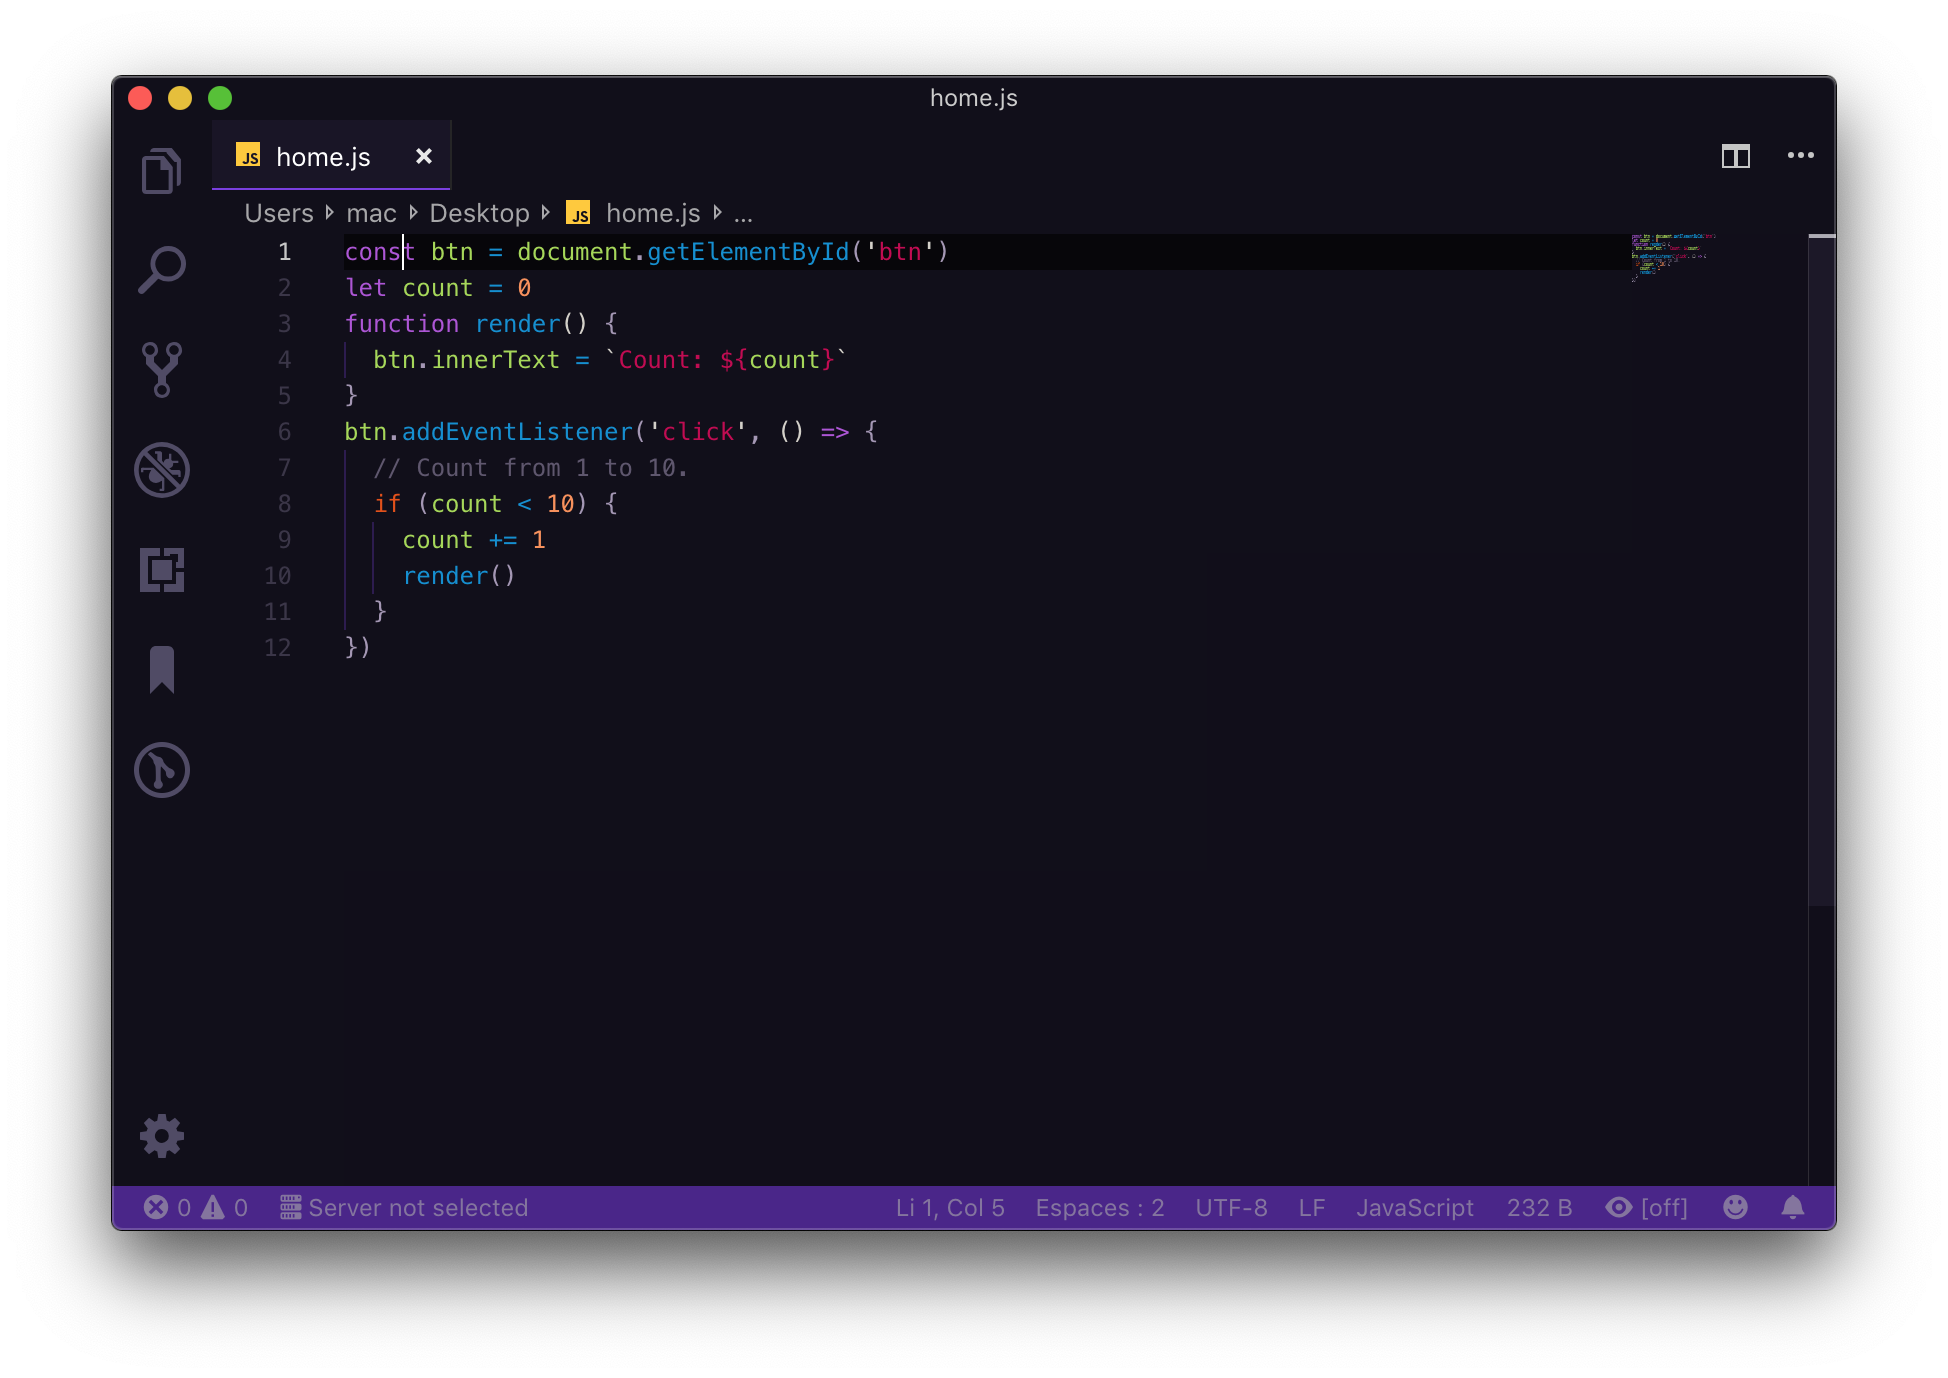 home.js
JS home.js
Users mac Desktop JS home.js ...
1 const btn = document.getElementById('btn')
2 let count = 0
3 function render() {
4 btn.innerText = `Count: ${count}`
5 }
6 btn.addEventListener('click', () => {
7 // Count from 1 to 10.
8 if (count < 10) {
9 count += 1
10 render()
11 }
12 })
0 0 Server not selected Li 1, Col 5 Espaces : 2 UTF-8 LF JavaScript 232 B [off]